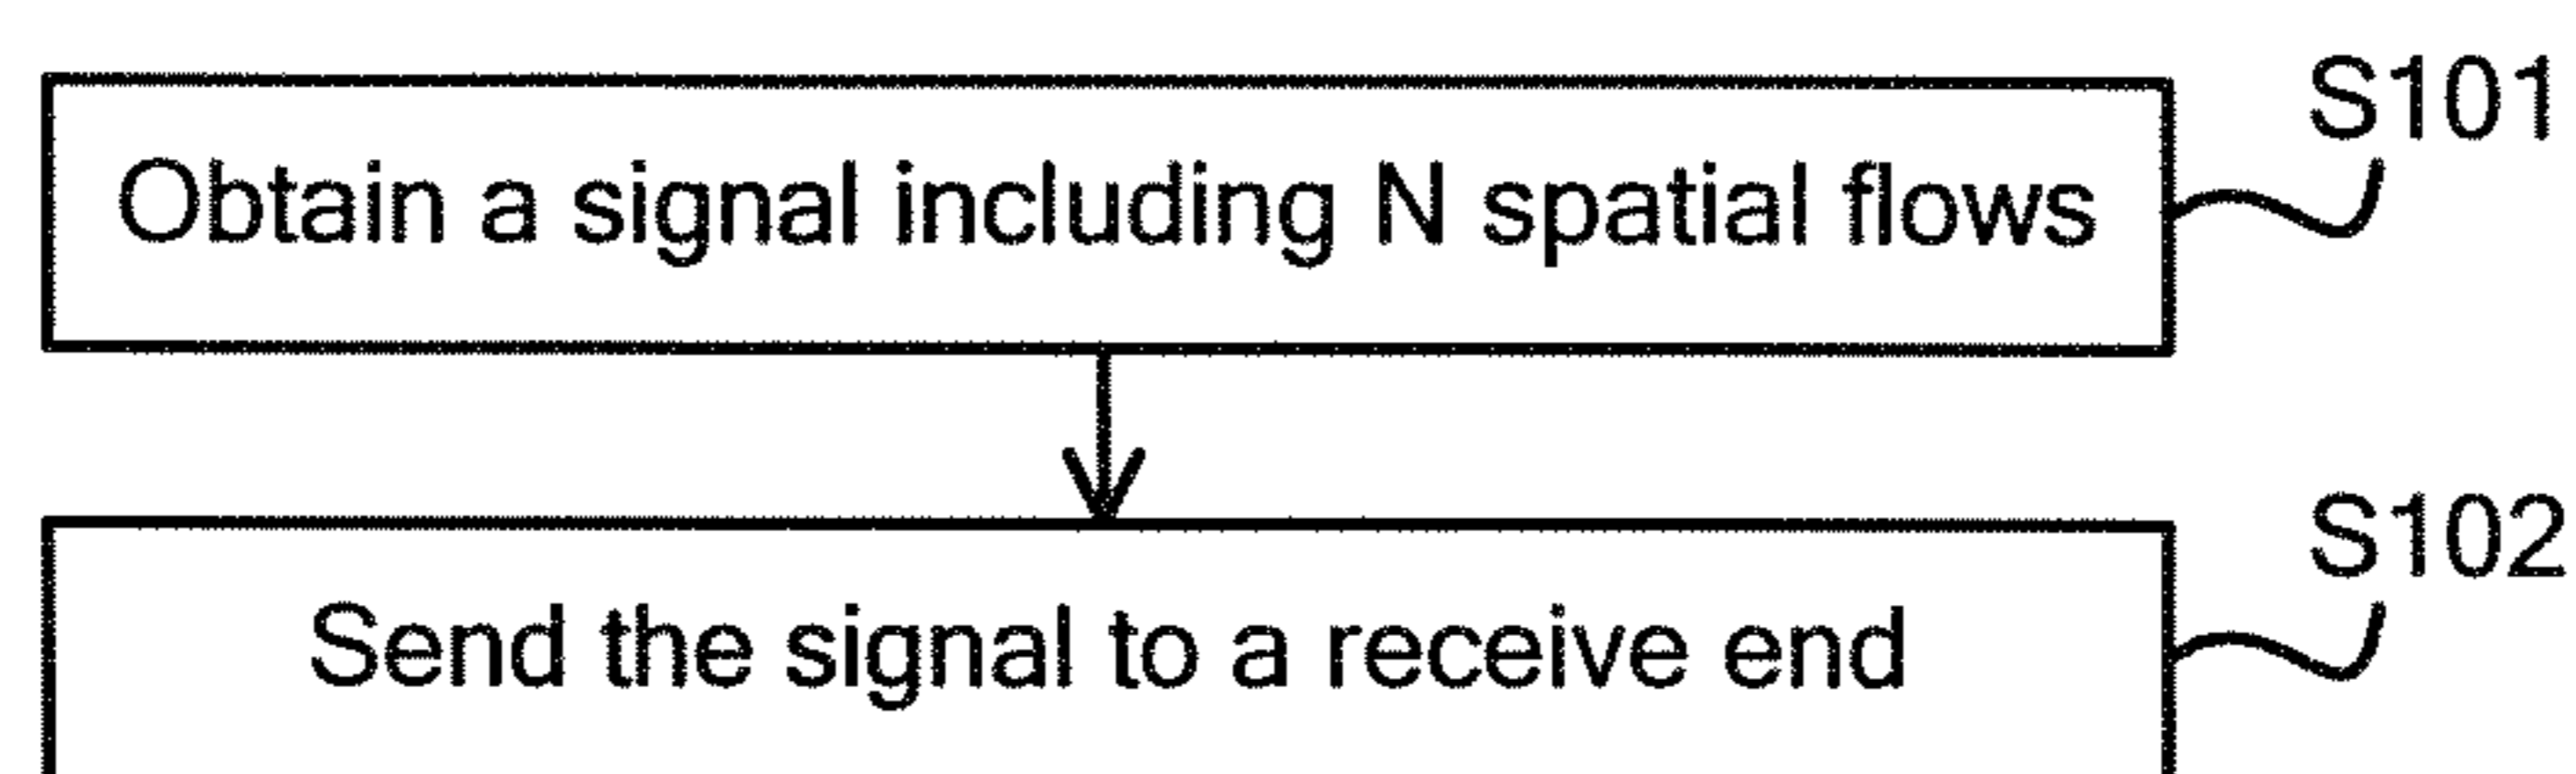 S101
Obtain a signal including N spatial flows
S102
Send the signal to a receive end